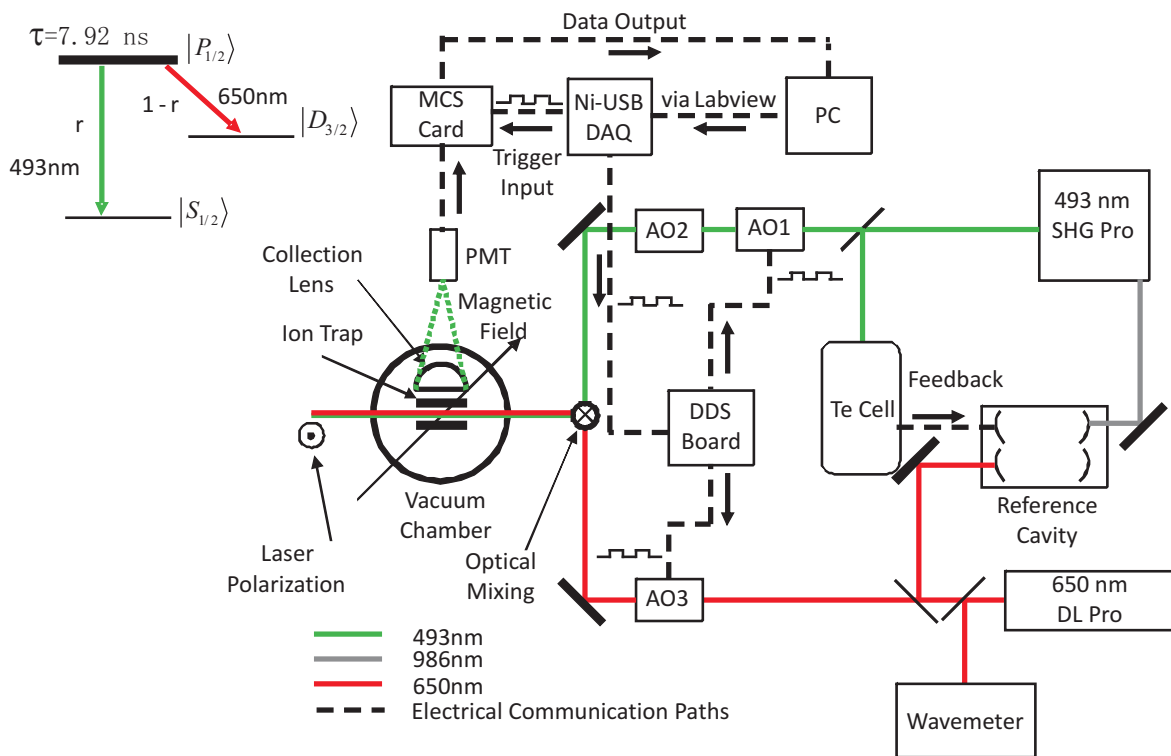 τ=7.92 ns
|P1/2⟩
r
1 - r
650nm
|D3/2⟩
493nm
|S1/2⟩
Data Output
MCS
Card
Ni-USB
DAQ
via Labview
PC
Trigger
Input
PMT
Collection
Lens
Magnetic
Field
Ion Trap
AO2
AO1
493 nm
SHG Pro
Te Cell
Feedback
DDS
Board
Reference
Cavity
Vacuum
Chamber
Laser
Polarization
Optical
Mixing
AO3
650 nm
DL Pro
Wavemeter
493nm
986nm
650nm
Electrical Communication Paths